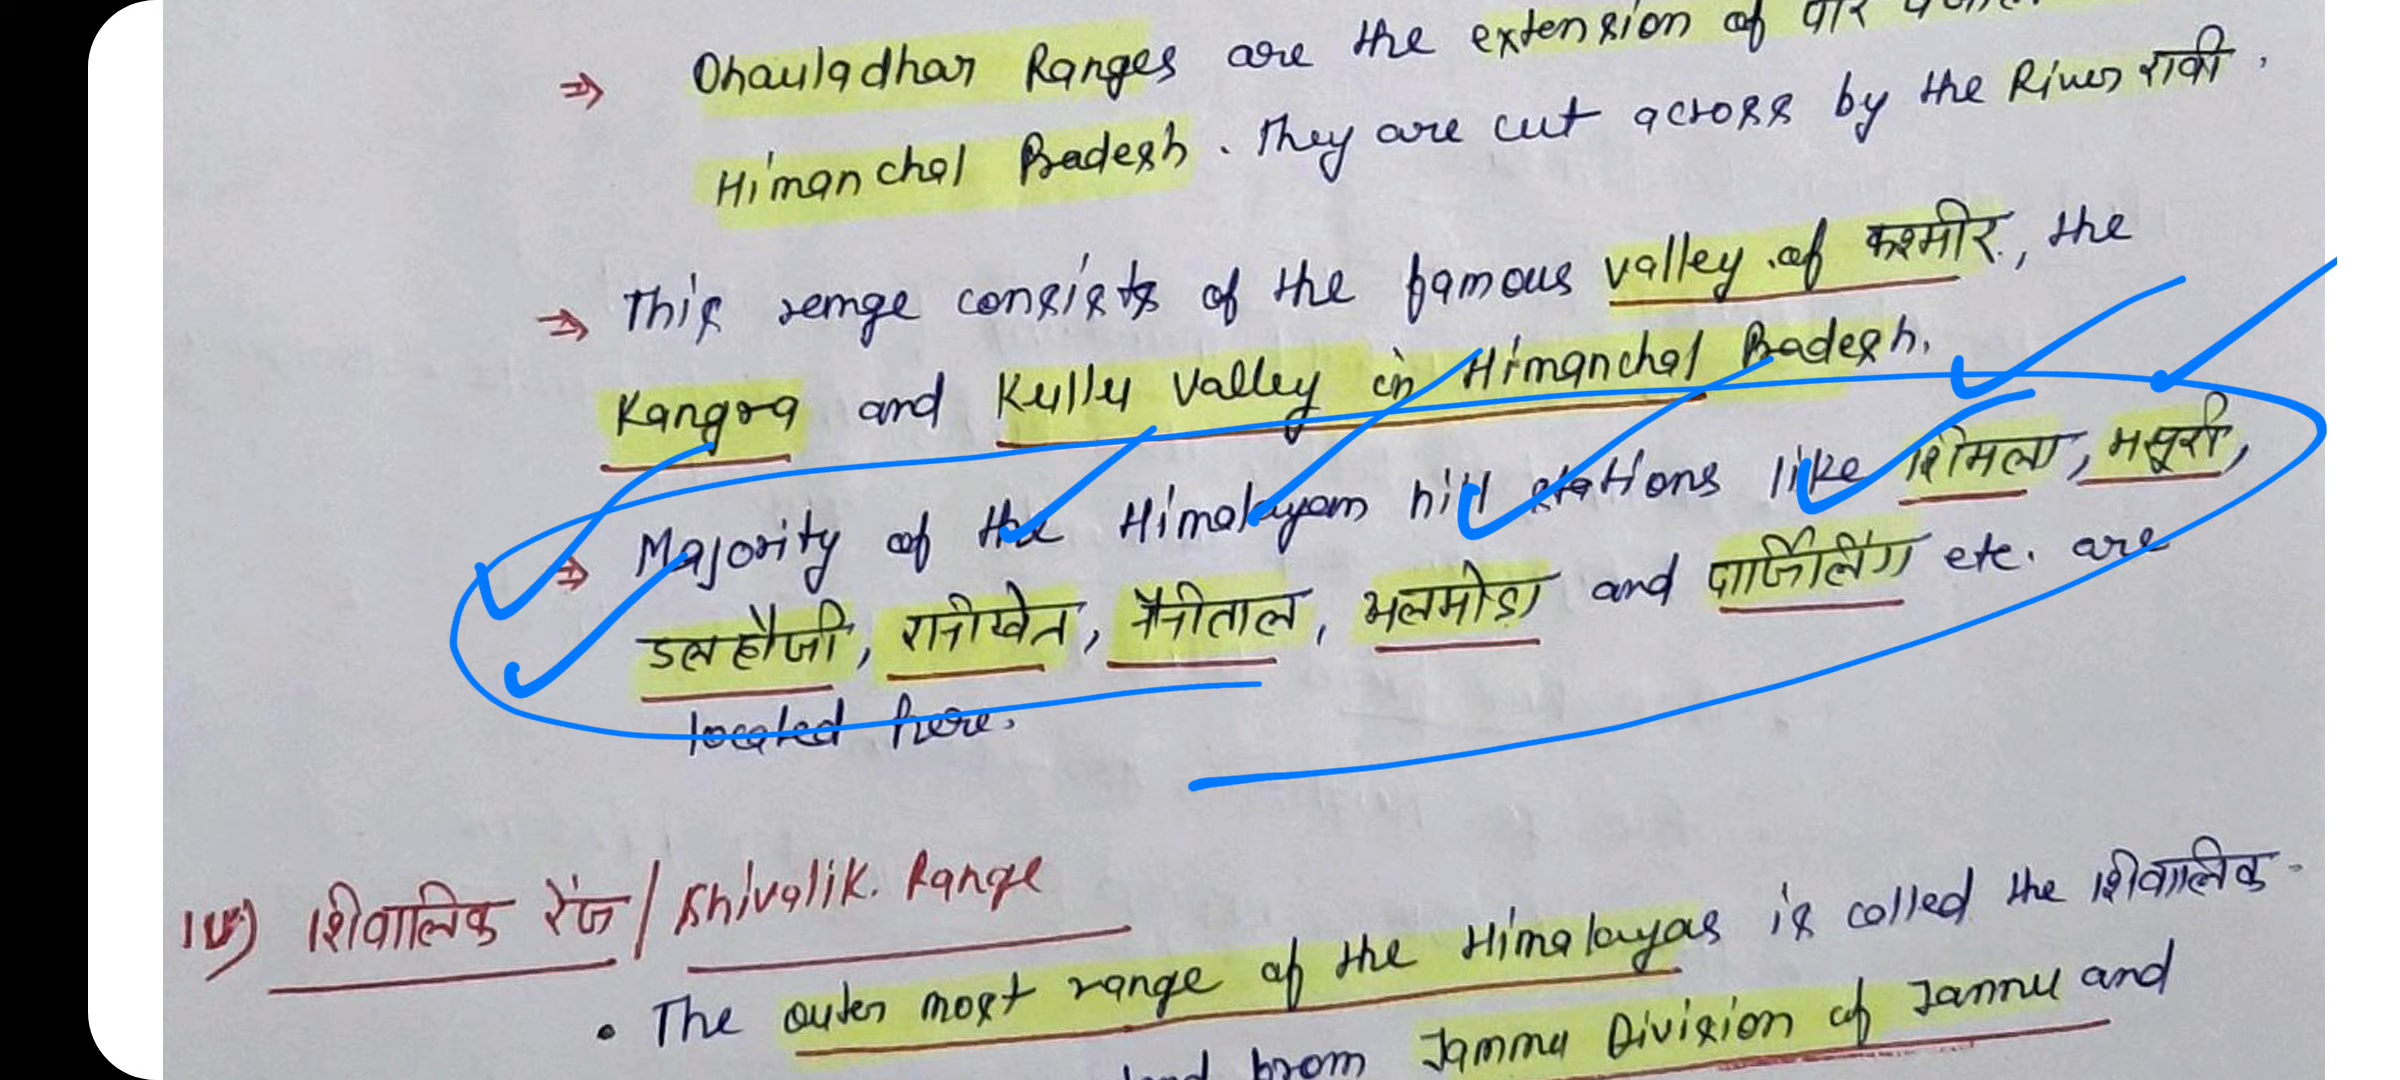 ⇒ Dhauladhar Ranges are the extension of पीर
Himanchal Pradesh. They are cut across by the River रावी.
⇒ This range consists of the famous valley of कश्मीर, the
Kangra and Kullu Valley in Himanchal Pradesh.
⇒ Majority of the Himalayam hill stations like शिमला, मसूरी,
डलहौजी, रानीखेत, नैनीताल, अलमोड़ा and दार्जिलिंग etc. are
located here.
iv) शिवालिक रेंज / Shivalik. Range
• The outer most range of the Himalayas is called the शिवालिक
from Jammu Division of Jammu and